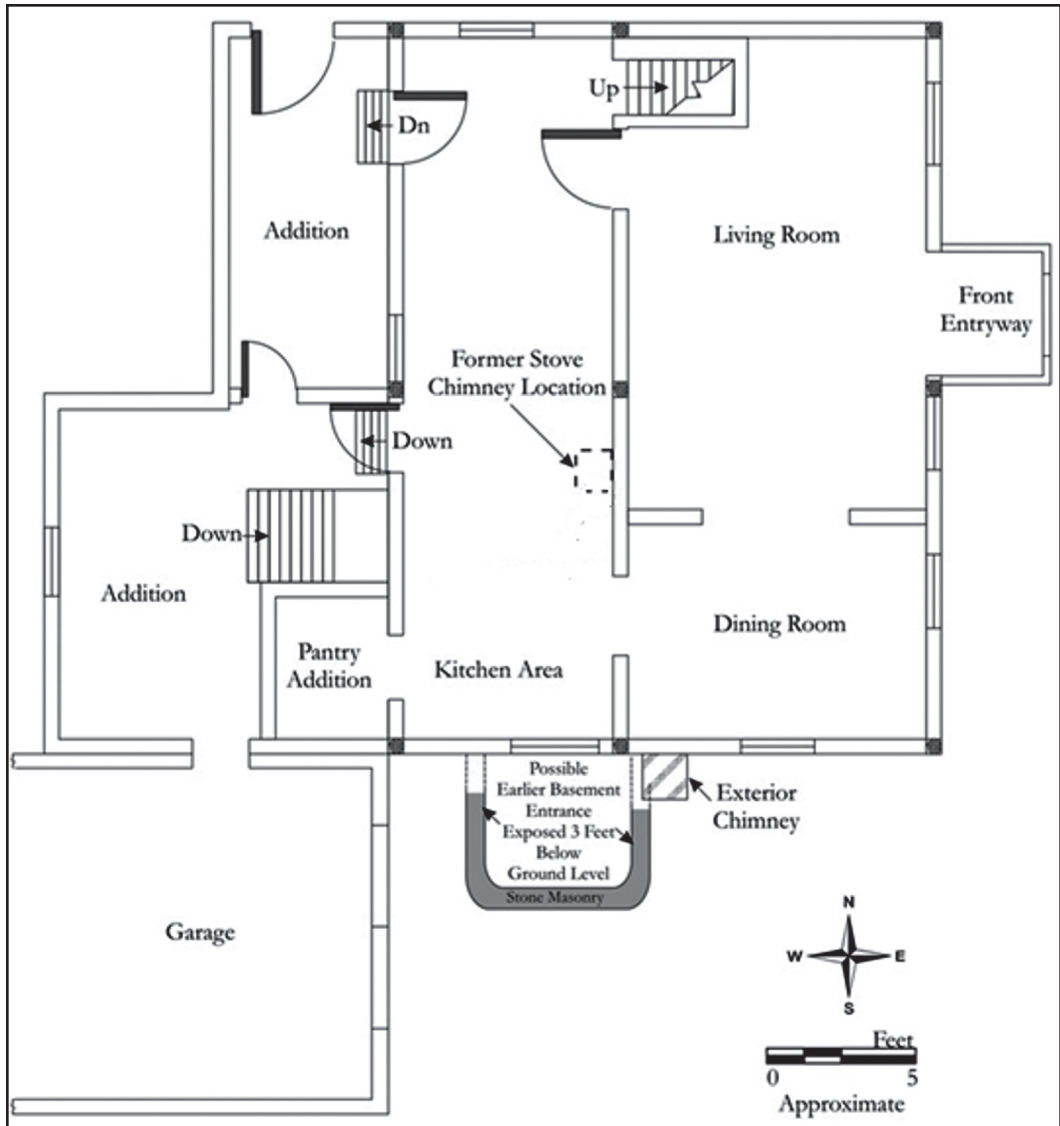 Up
Dn
Addition
Living Room
Front
Entryway
Former Stove
Chimney Location
Down
Down
Addition
Dining Room
Pantry
Addition
Kitchen Area
Possible
Earlier Basement
Entrance
Exposed 3 Feet
Below
Ground Level
Stone Masonry
Exterior
Chimney
Garage
N
W E
S
Feet
0 5
Approximate